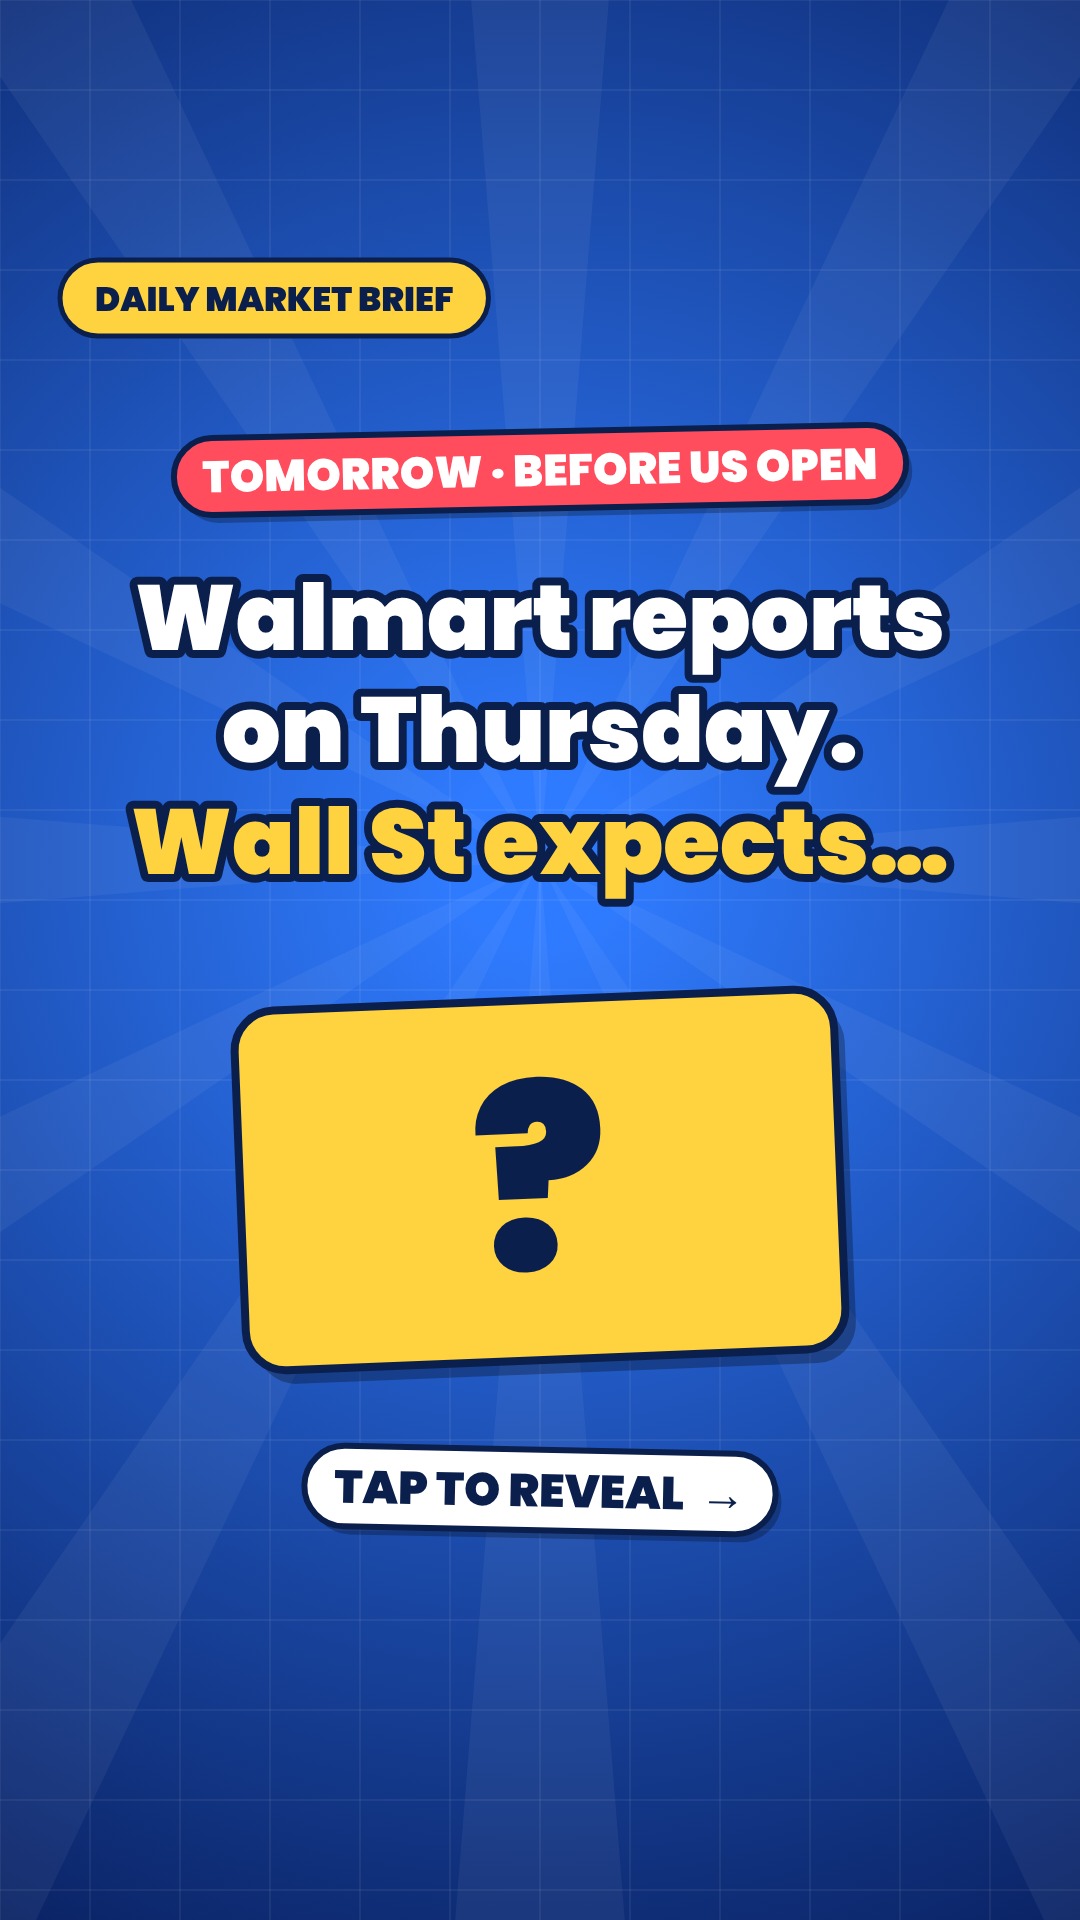 DAILY MARKET BRIEF
TOMORROW • BEFORE US OPEN
Walmart reports
on Thursday.
Wall St expects...
?
TAP TO REVEAL →